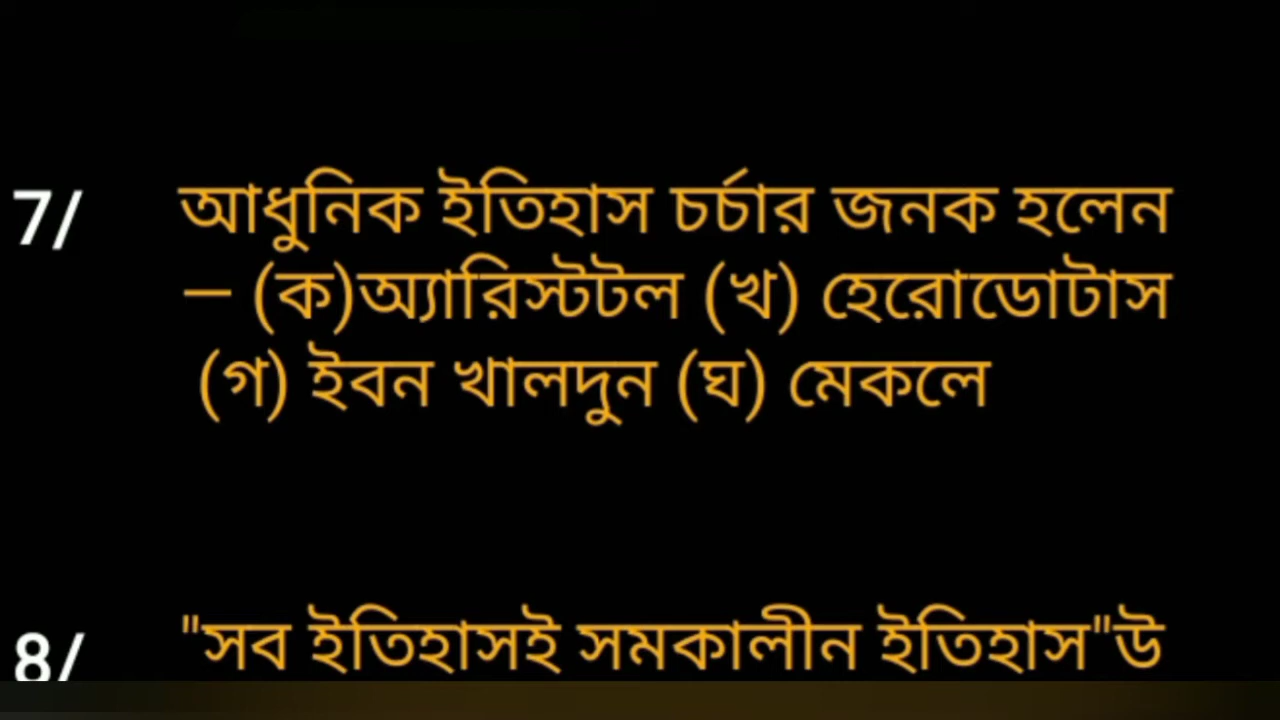 7/ আধুনিক ইতিহাস চর্চার জনক হলেন
– (ক)অ্যারিস্টটল (খ) হেরোডোটাস
(গ) ইবন খালদুন (ঘ) মেকলে
8/ "সব ইতিহাসই সমকালীন ইতিহাস"উ